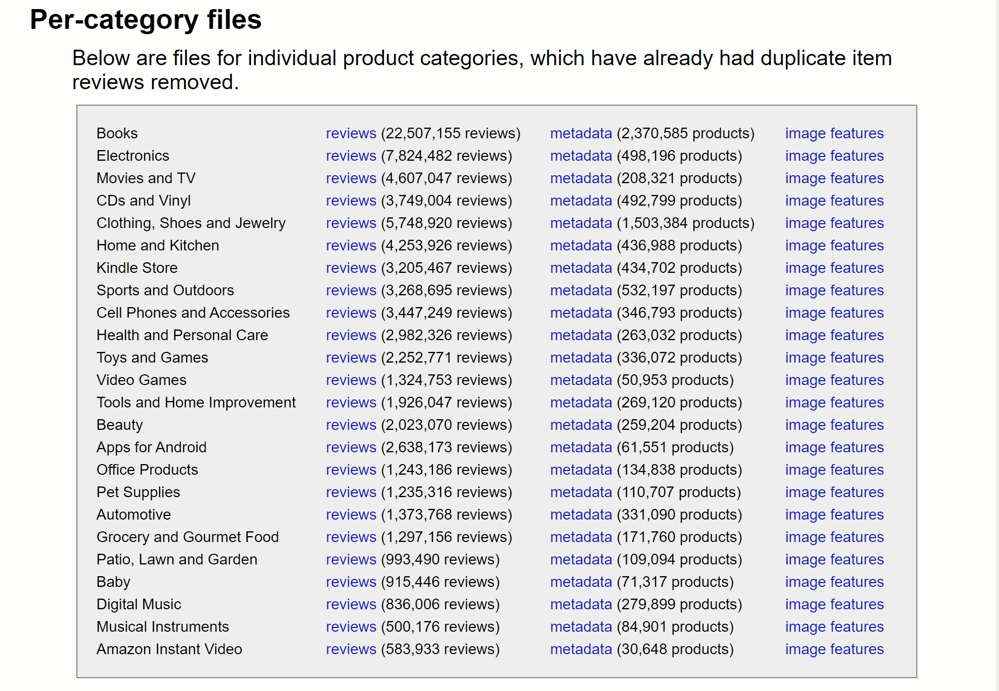 Per-category files
Below are files for individual product categories, which have already had duplicate item
reviews removed.
Books reviews (22,507,155 reviews) metadata (2,370,585 products) image features
Electronics reviews (7,824,482 reviews) metadata (498,196 products) image features
Movies and TV reviews (4,607,047 reviews) metadata (208,321 products) image features
CDs and Vinyl reviews (3,749,004 reviews) metadata (492,799 products) image features
Clothing, Shoes and Jewelry reviews (5,748,920 reviews) metadata (1,503,384 products) image features
Home and Kitchen reviews (4,253,926 reviews) metadata (436,988 products) image features
Kindle Store reviews (3,205,467 reviews) metadata (434,702 products) image features
Sports and Outdoors reviews (3,268,695 reviews) metadata (532,197 products) image features
Cell Phones and Accessories reviews (3,447,249 reviews) metadata (346,793 products) image features
Health and Personal Care reviews (2,982,326 reviews) metadata (263,032 products) image features
Toys and Games reviews (2,252,771 reviews) metadata (336,072 products) image features
Video Games reviews (1,324,753 reviews) metadata (50,953 products) image features
Tools and Home Improvement reviews (1,926,047 reviews) metadata (269,120 products) image features
Beauty reviews (2,023,070 reviews) metadata (259,204 products) image features
Apps for Android reviews (2,638,173 reviews) metadata (61,551 products) image features
Office Products reviews (1,243,186 reviews) metadata (134,838 products) image features
Pet Supplies reviews (1,235,316 reviews) metadata (110,707 products) image features
Automotive reviews (1,373,768 reviews) metadata (331,090 products) image features
Grocery and Gourmet Food reviews (1,297,156 reviews) metadata (171,760 products) image features
Patio, Lawn and Garden reviews (993,490 reviews) metadata (109,094 products) image features
Baby reviews (915,446 reviews) metadata (71,317 products) image features
Digital Music reviews (836,006 reviews) metadata (279,899 products) image features
Musical Instruments reviews (500,176 reviews) metadata (84,901 products) image features
Amazon Instant Video reviews (583,933 reviews) metadata (30,648 products) image features